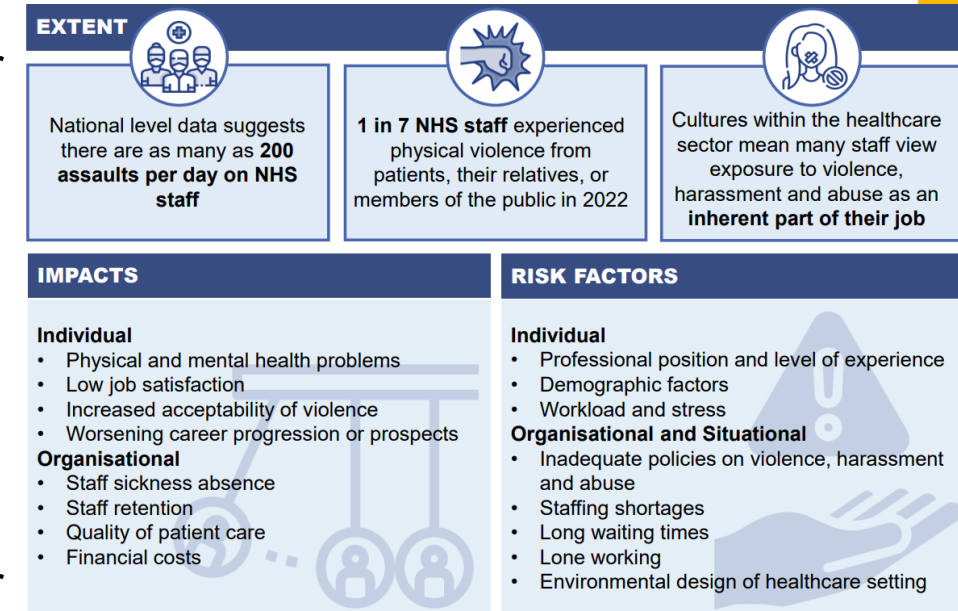 EXTENT
National level data suggests
there are as many as 200
assaults per day on NHS
staff
1 in 7 NHS staff experienced
physical violence from
patients, their relatives, or
members of the public in 2022
Cultures within the healthcare
sector mean many staff view
exposure to violence,
harassment and abuse as an
inherent part of their job
IMPACTS
Individual
• Physical and mental health problems
• Low job satisfaction
• Increased acceptability of violence
• Worsening career progression or prospects
Organisational
• Staff sickness absence
• Staff retention
• Quality of patient care
• Financial costs
RISK FACTORS
Individual
• Professional position and level of experience
• Demographic factors
• Workload and stress
Organisational and Situational
• Inadequate policies on violence, harassment
and abuse
• Staffing shortages
• Long waiting times
• Lone working
• Environmental design of healthcare setting